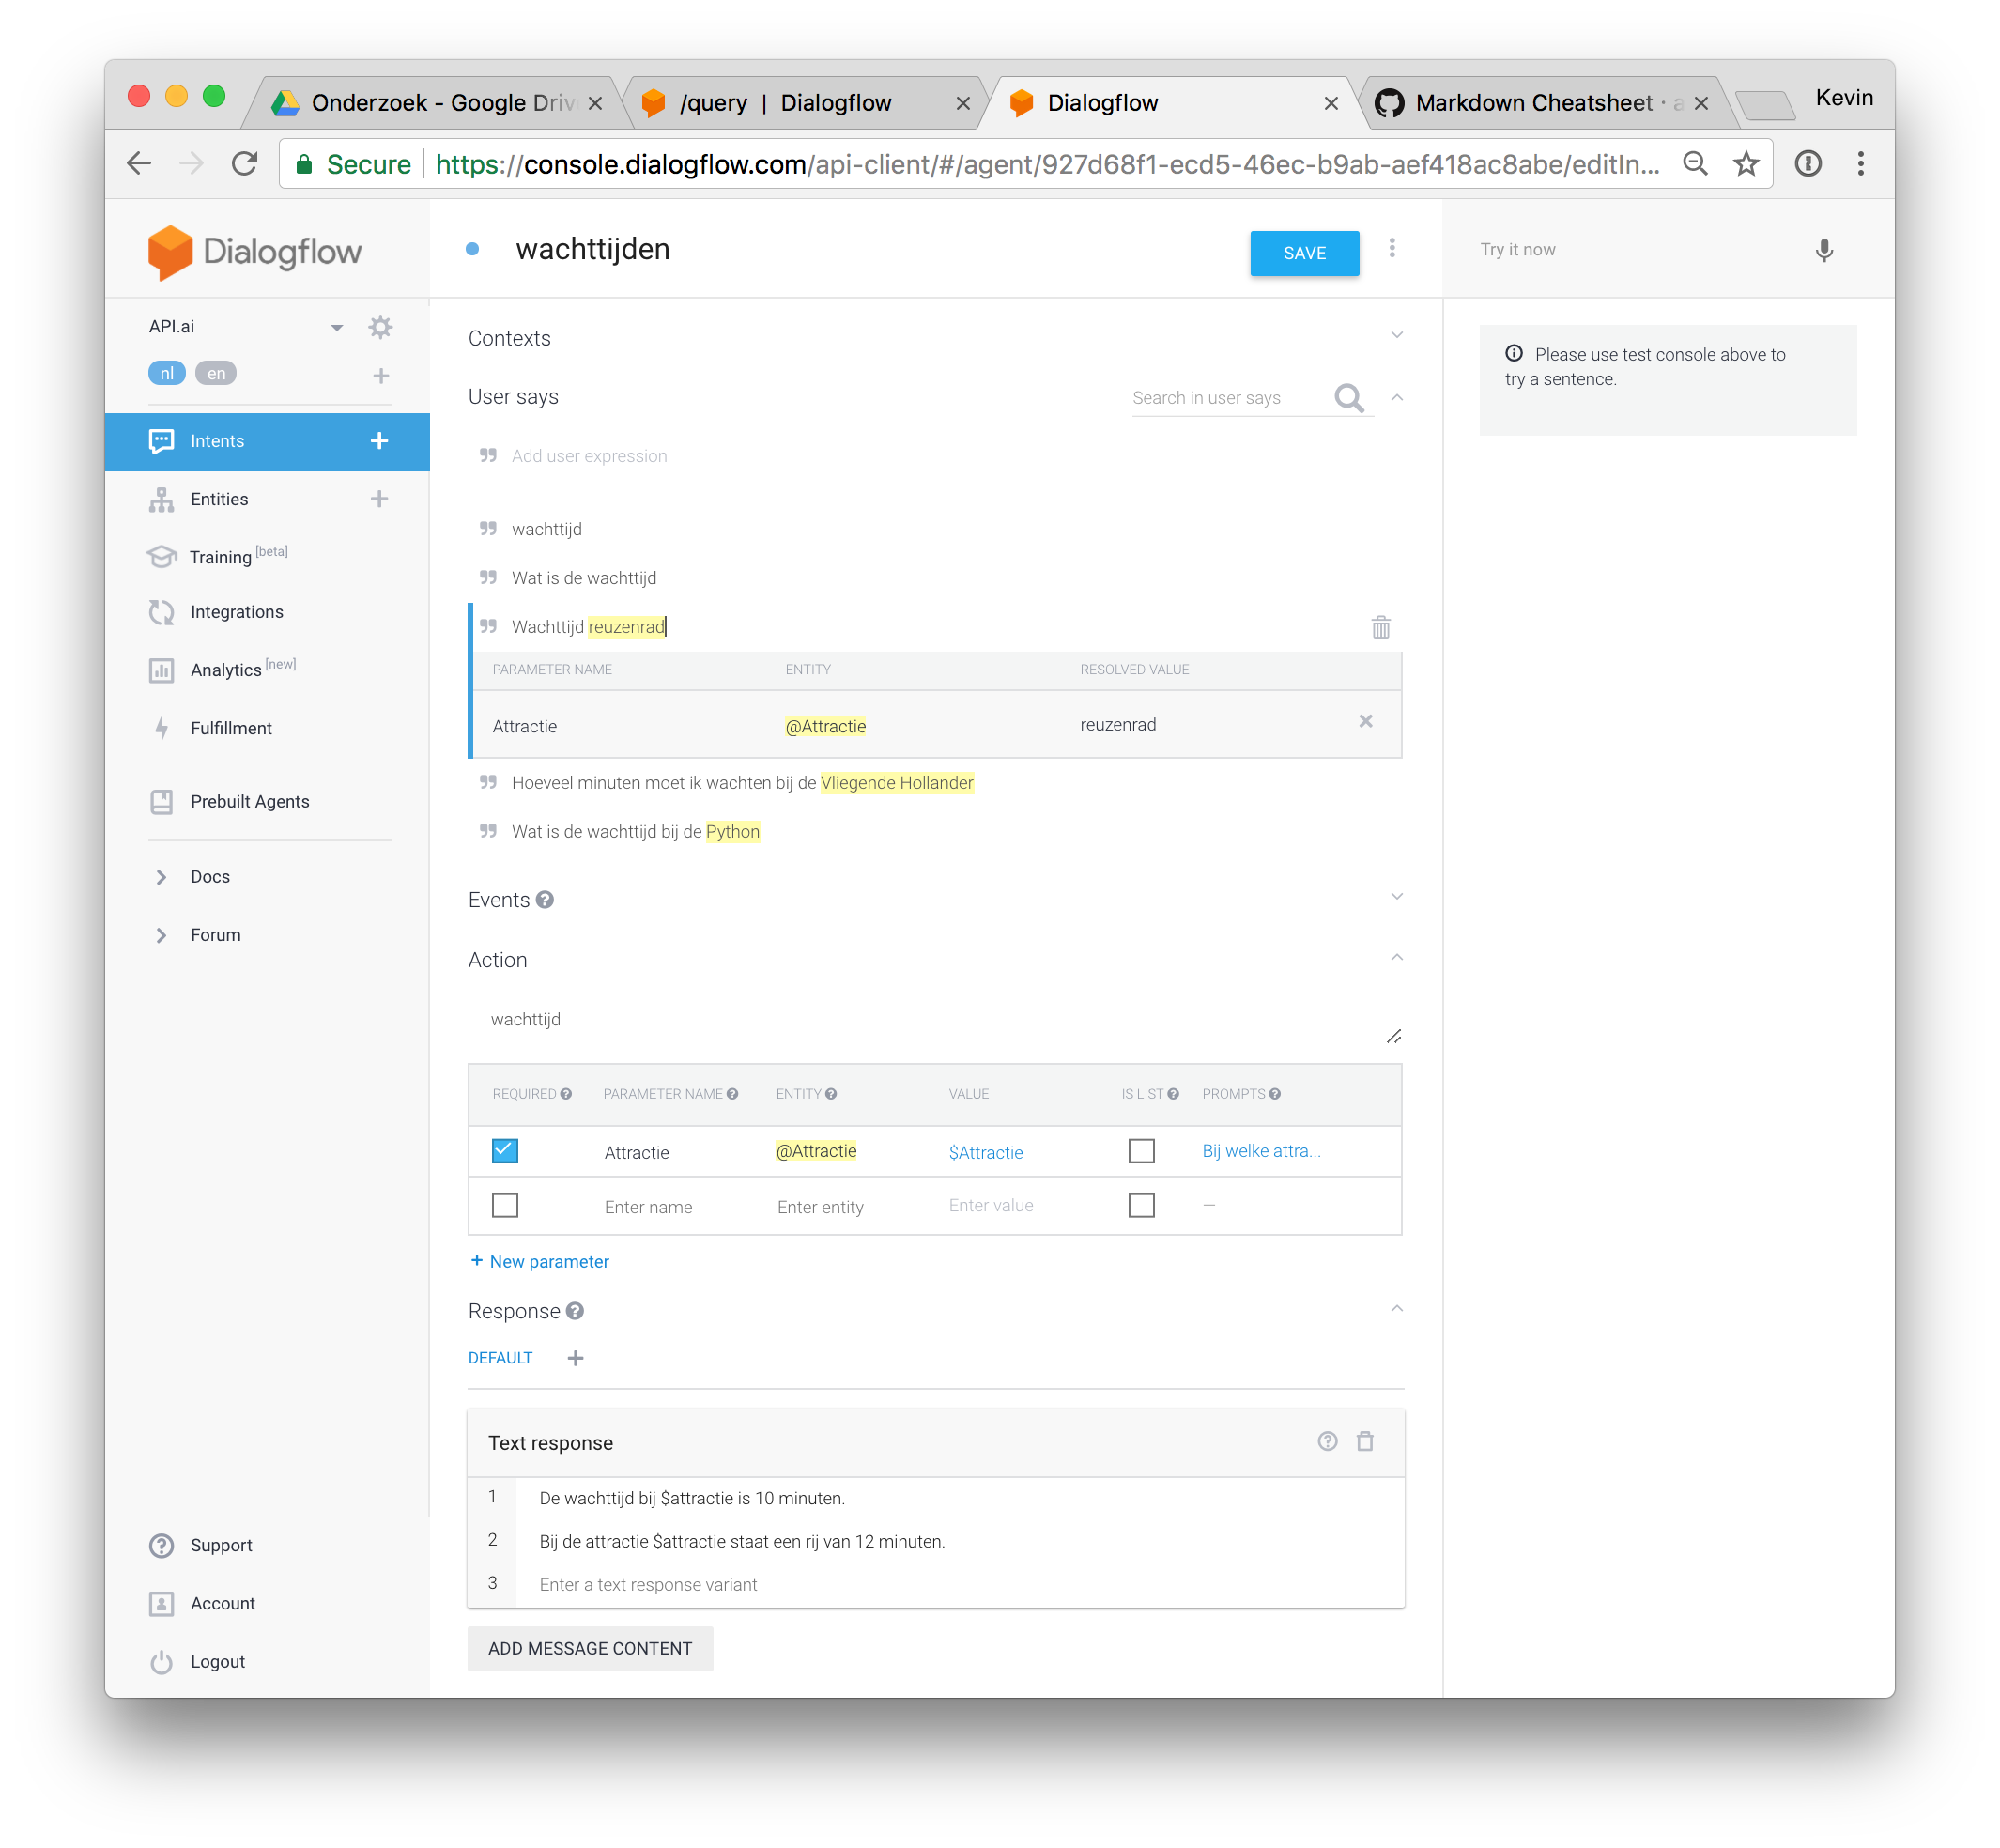 Onderzoek - Google Driv
/query | Dialogflow
Dialogflow
Markdown Cheatsheet · a
Kevin
Secure https://console.dialogflow.com/api-client/#/agent/927d68f1-ecd5-46ec-b9ab-aef418ac8abe/editIn...
Dialogflow
wachttijden
SAVE
Try it now
API.ai
nl en
Intents
Entities
Training [beta]
Integrations
Analytics [new]
Fulfillment
Prebuilt Agents
Docs
Forum
Support
Account
Logout
Contexts
User says
Search in user says
Add user expression
wachttijd
Wat is de wachttijd
Wachttijd reuzenrad
PARAMETER NAME ENTITY RESOLVED VALUE
Attractie @Attractie reuzenrad
Hoeveel minuten moet ik wachten bij de Vliegende Hollander
Wat is de wachttijd bij de Python
Events
Action
wachttijd
REQUIRED PARAMETER NAME ENTITY VALUE IS LIST PROMPTS
Attractie @Attractie $Attractie Bij welke attra...
Enter name Enter entity Enter value –
+ New parameter
Response
DEFAULT
Text response
1 De wachttijd bij $attractie is 10 minuten.
2 Bij de attractie $attractie staat een rij van 12 minuten.
3 Enter a text response variant
ADD MESSAGE CONTENT
Please use test console above to
try a sentence.